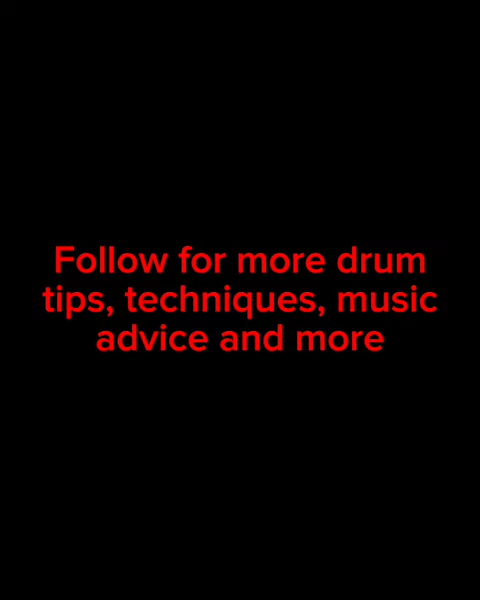 Follow for more drum
tips, techniques, music
advice and more